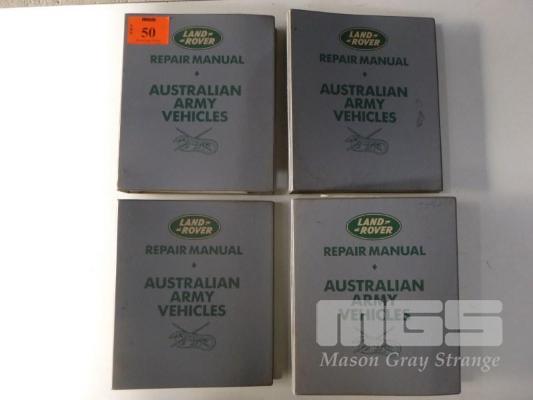 50
LAND-
-ROVER
REPAIR MANUAL
AUSTRALIAN
ARMY
VEHICLES
LAND-
-ROVER
REPAIR MANUAL
AUSTRALIAN
ARMY
VEHICLES
LAND-
-ROVER
REPAIR MANUAL
AUSTRALIAN
ARMY
VEHICLES
LAND-
-ROVER
REPAIR MANUAL
AUSTRALIAN
ARMY
VEHICLES
MGS
Mason Gray Strange